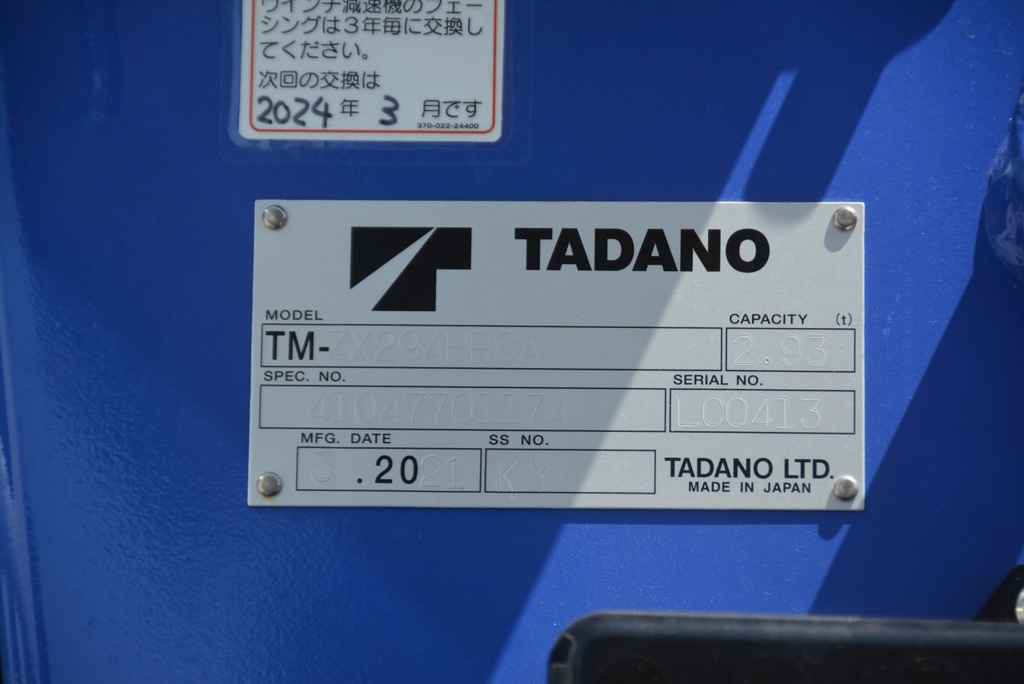 ウインチ減速機のフェー
シングは3年毎に交換し
てください。
次回の交換は
2024年 3 月です
370-022-24400
TADANO
MODEL
CAPACITY (t)
TM-ZX294HRSA
2.93
SPEC. NO.
SERIAL NO.
41047701174
LC0413
MFG. DATE
SS NO.
3 .2021
KY
TADANO LTD.
MADE IN JAPAN